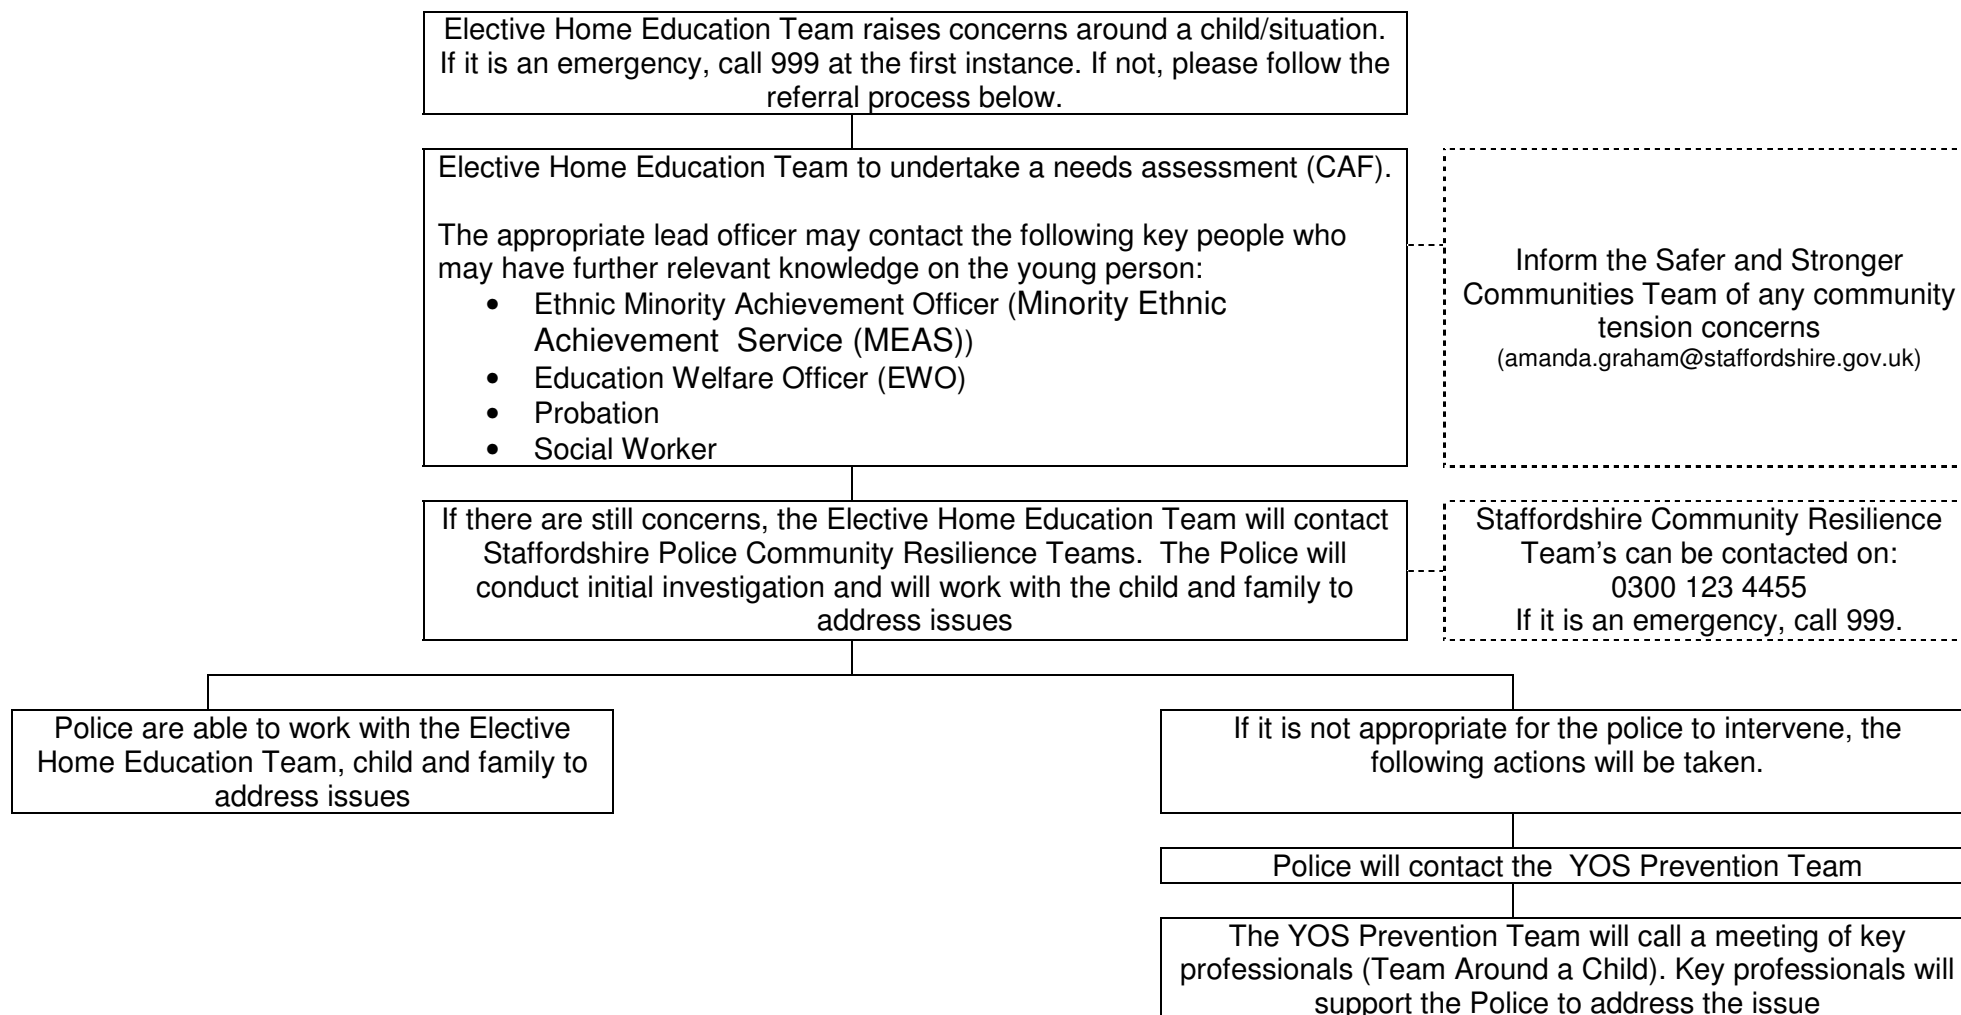 Elective Home Education Team raises concerns around a child/situation.
If it is an emergency, call 999 at the first instance. If not, please follow the
referral process below.
Elective Home Education Team to undertake a needs assessment (CAF).
The appropriate lead officer may contact the following key people who
may have further relevant knowledge on the young person:
• Ethnic Minority Achievement Officer (Minority Ethnic
Achievement  Service (MEAS))
• Education Welfare Officer (EWO)
• Probation
• Social Worker
Inform the Safer and Stronger
Communities Team of any community
tension concerns
(amanda.graham@staffordshire.gov.uk)
If there are still concerns, the Elective Home Education Team will contact
Staffordshire Police Community Resilience Teams.  The Police will
conduct initial investigation and will work with the child and family to
address issues
Staffordshire Community Resilience
Team’s can be contacted on:
0300 123 4455
If it is an emergency, call 999.
Police are able to work with the Elective
Home Education Team, child and family to
address issues
If it is not appropriate for the police to intervene, the
following actions will be taken.
Police will contact the  YOS Prevention Team
The YOS Prevention Team will call a meeting of key
professionals (Team Around a Child). Key professionals will
support the Police to address the issue